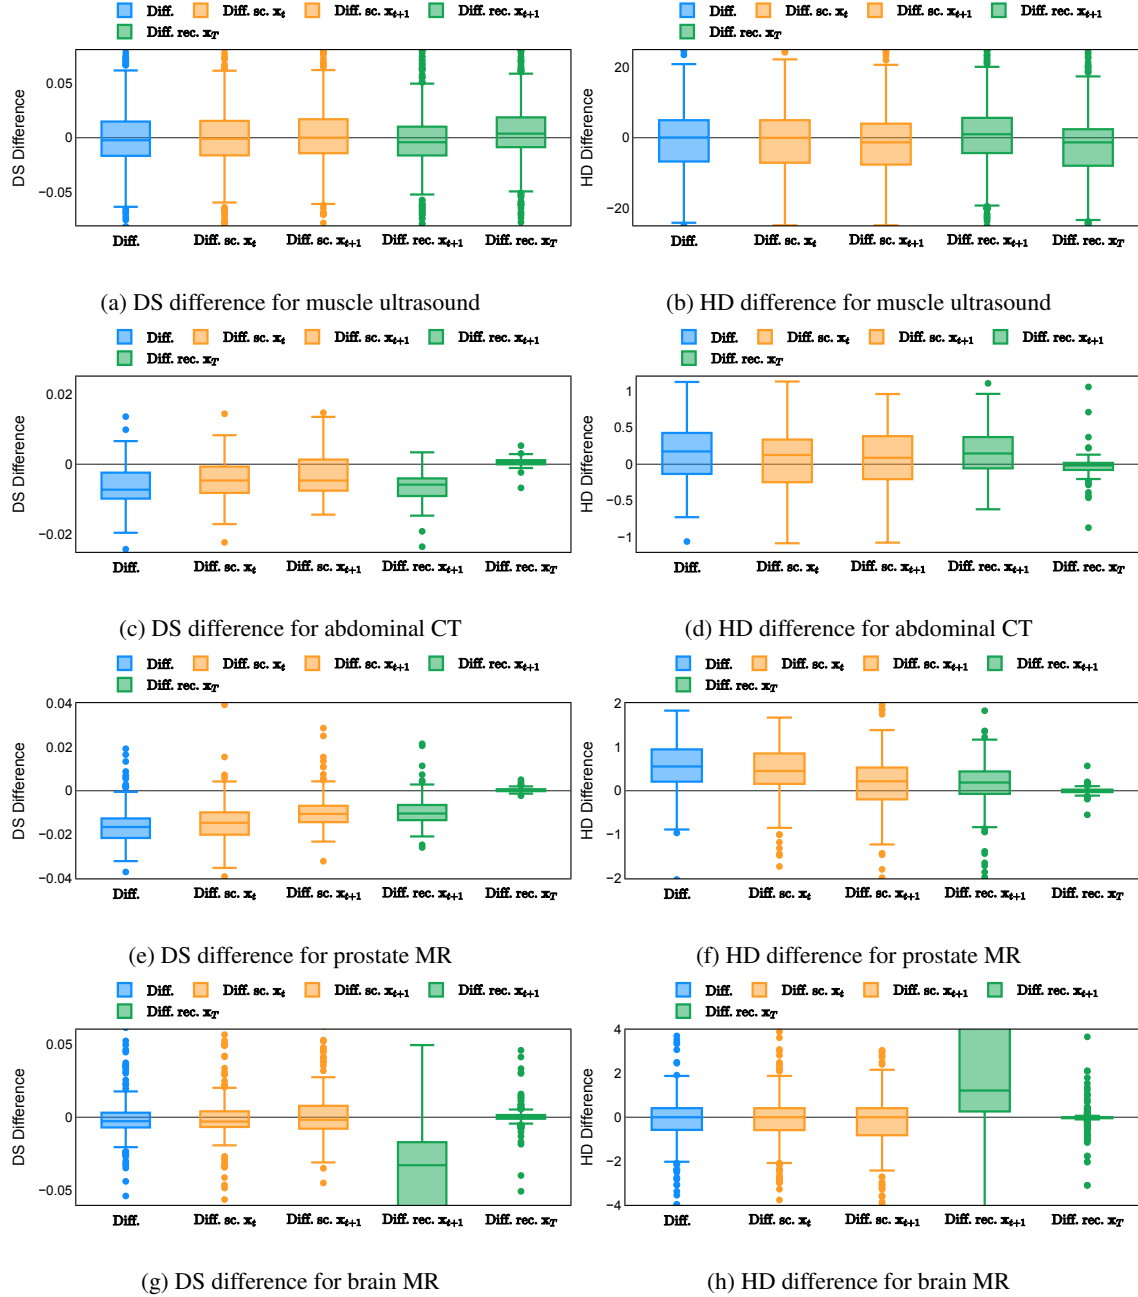 Diff. Diff. sc. x_t Diff. sc. x_{t+1} Diff. rec. x_{t+1}
Diff. rec. x_T
DS Difference
0.05
0
−0.05
Diff. Diff. sc. x_t Diff. sc. x_{t+1} Diff. rec. x_{t+1} Diff. rec. x_T
(a) DS difference for muscle ultrasound
Diff. Diff. sc. x_t Diff. sc. x_{t+1} Diff. rec. x_{t+1}
Diff. rec. x_T
HD Difference
20
0
−20
Diff. Diff. sc. x_t Diff. sc. x_{t+1} Diff. rec. x_{t+1} Diff. rec. x_T
(b) HD difference for muscle ultrasound
Diff. Diff. sc. x_t Diff. sc. x_{t+1} Diff. rec. x_{t+1}
Diff. rec. x_T
DS Difference
0.02
0
−0.02
Diff. Diff. sc. x_t Diff. sc. x_{t+1} Diff. rec. x_{t+1} Diff. rec. x_T
(c) DS difference for abdominal CT
Diff. Diff. sc. x_t Diff. sc. x_{t+1} Diff. rec. x_{t+1}
Diff. rec. x_T
HD Difference
1
0.5
0
−0.5
−1
Diff. Diff. sc. x_t Diff. sc. x_{t+1} Diff. rec. x_{t+1} Diff. rec. x_T
(d) HD difference for abdominal CT
Diff. Diff. sc. x_t Diff. sc. x_{t+1} Diff. rec. x_{t+1}
Diff. rec. x_T
DS Difference
0.04
0.02
0
−0.02
−0.04
Diff. Diff. sc. x_t Diff. sc. x_{t+1} Diff. rec. x_{t+1} Diff. rec. x_T
(e) DS difference for prostate MR
Diff. Diff. sc. x_t Diff. sc. x_{t+1} Diff. rec. x_{t+1}
Diff. rec. x_T
HD Difference
2
1
0
−1
−2
Diff. Diff. sc. x_t Diff. sc. x_{t+1} Diff. rec. x_{t+1} Diff. rec. x_T
(f) HD difference for prostate MR
Diff. Diff. sc. x_t Diff. sc. x_{t+1} Diff. rec. x_{t+1}
Diff. rec. x_T
DS Difference
0.05
0
−0.05
Diff. Diff. sc. x_t Diff. sc. x_{t+1} Diff. rec. x_{t+1} Diff. rec. x_T
(g) DS difference for brain MR
Diff. Diff. sc. x_t Diff. sc. x_{t+1} Diff. rec. x_{t+1}
Diff. rec. x_T
HD Difference
4
2
0
−2
−4
Diff. Diff. sc. x_t Diff. sc. x_{t+1} Diff. rec. x_{t+1} Diff. rec. x_T
(h) HD difference for brain MR